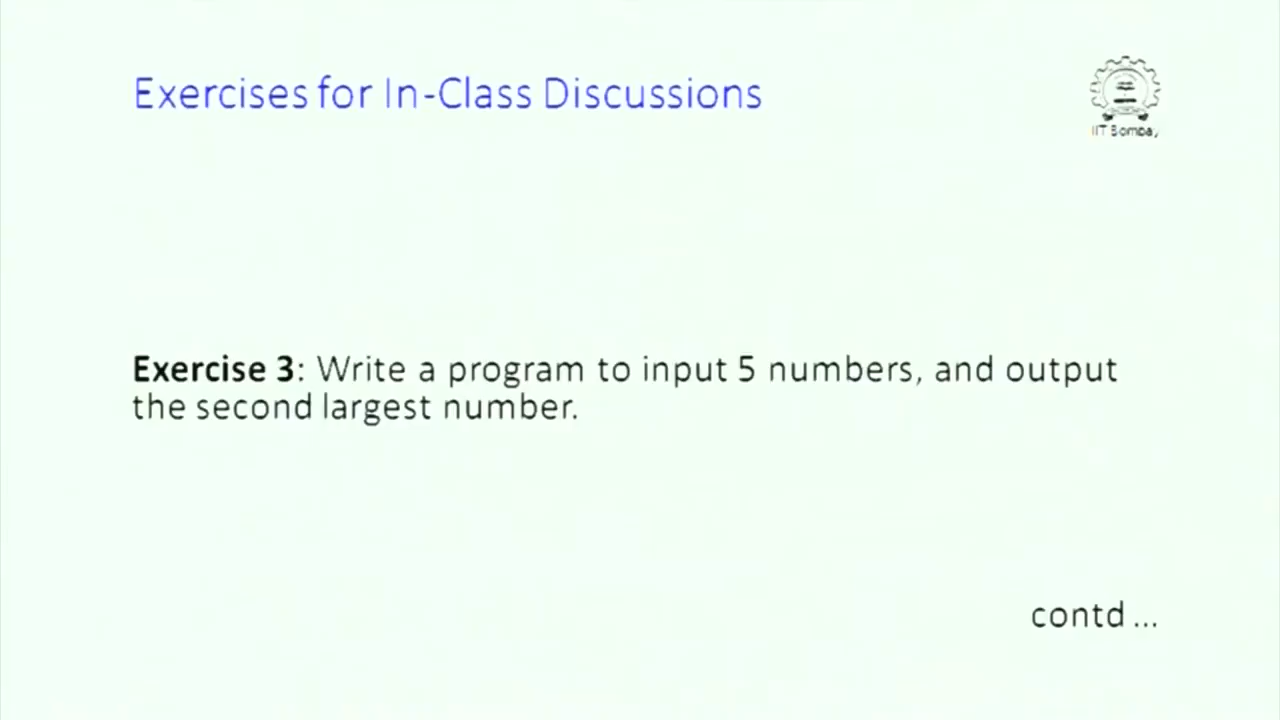 Exercises for In-Class Discussions
IIT Bombay
Exercise 3: Write a program to input 5 numbers, and output
the second largest number.
contd ...